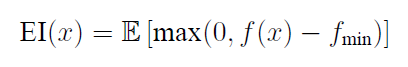 EI(x) = 𝔼 [max(0, f(x) − f_min)]